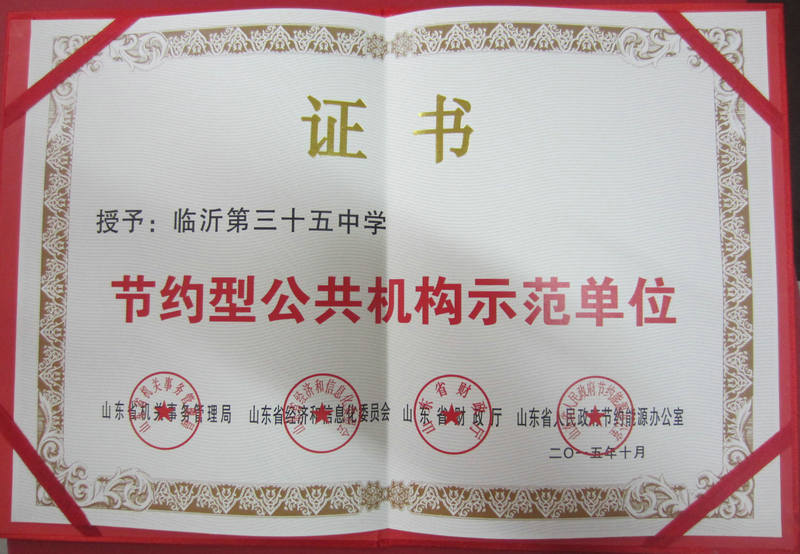 证书
授予：临沂第三十五中学
节约型公共机构示范单位
山东省机关事务管理局 山东省经济和信息化委员会 山东省财政厅 山东省人民政府节约能源办公室
二〇一五年十月